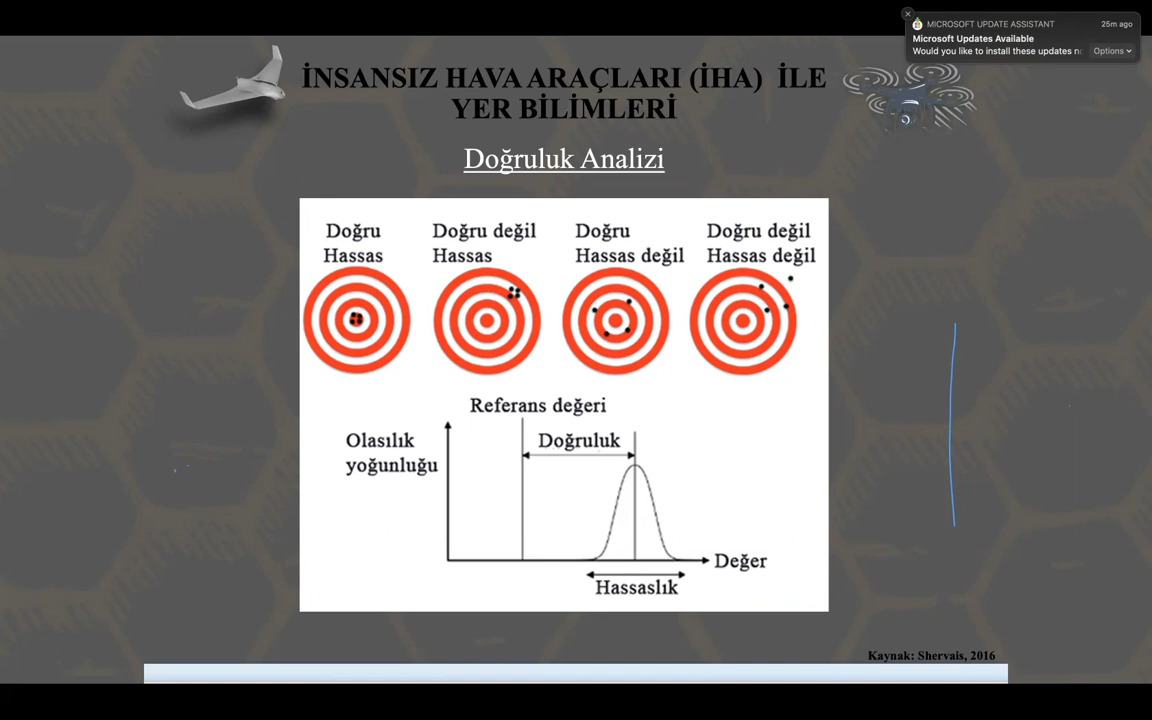 MICROSOFT UPDATE ASSISTANT 25m ago
Microsoft Updates Available
Would you like to install these updates n
Options
İNSANSIZ HAVA ARAÇLARI (İHA) İLE
YER BİLİMLERİ
Doğruluk Analizi
Doğru Doğru değil Doğru Doğru değil
Hassas Hassas Hassas değil Hassas değil
Referans değeri
Olasılık Doğruluk
yoğunluğu
Değer
Hassaslık
Kaynak: Shervais, 2016